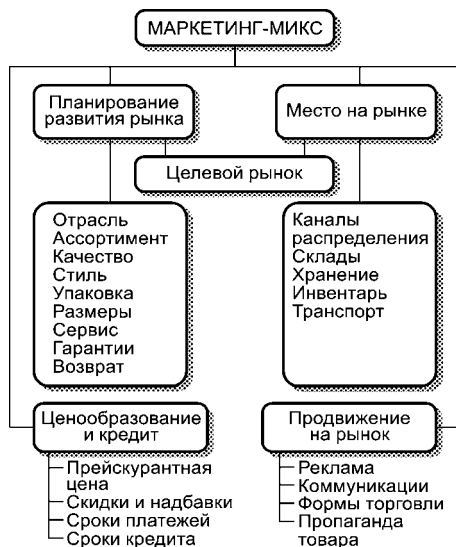 МАРКЕТИНГ-МИКС
Планирование
развития рынка
Место на рынке
Целевой рынок
Отрасль
Ассортимент
Качество
Стиль
Упаковка
Размеры
Сервис
Гарантии
Возврат
Каналы
распределения
Склады
Хранение
Инвентарь
Транспорт
Ценообразование
и кредит
Прейскурантная
цена
Скидки и надбавки
Сроки платежей
Сроки кредита
Продвижение
на рынок
Реклама
Коммуникации
Формы торговли
Пропаганда
товара